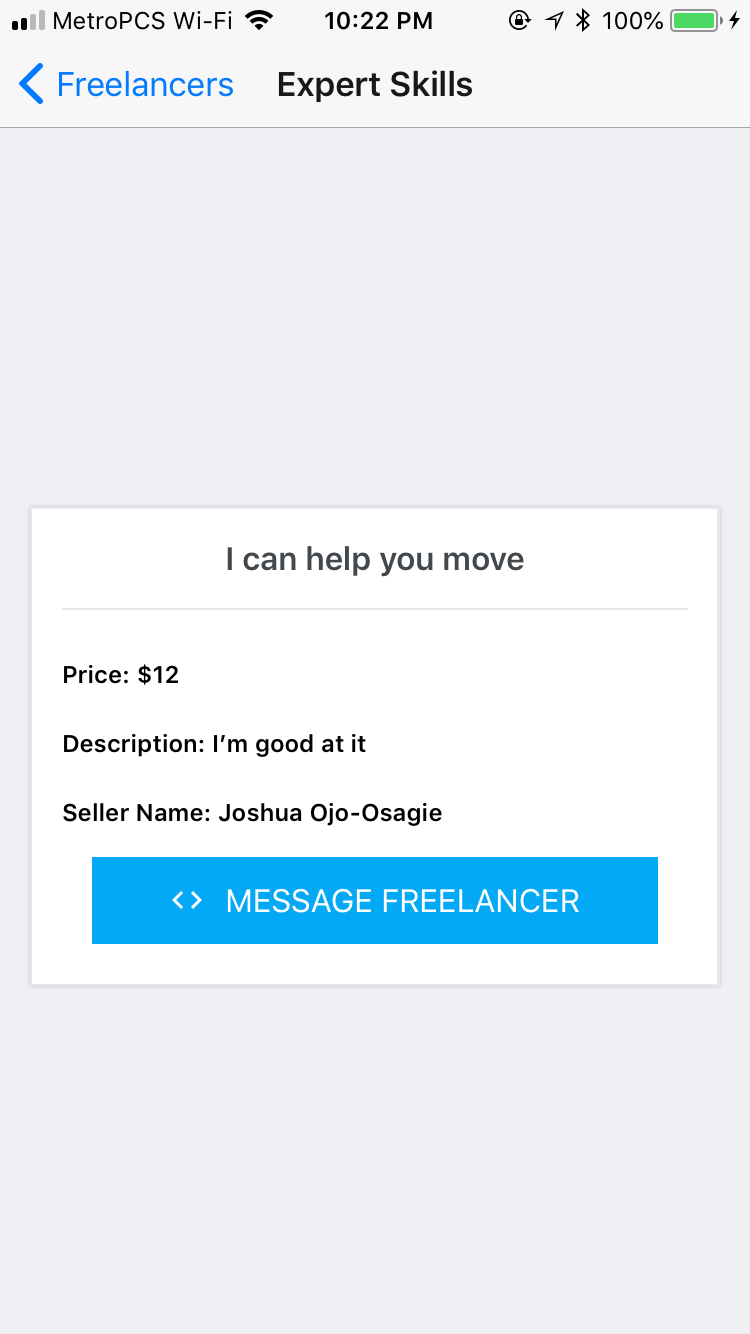 MetroPCS Wi-Fi 10:22 PM 100%
Freelancers Expert Skills
I can help you move
Price: $12
Description: I’m good at it
Seller Name: Joshua Ojo-Osagie
<> MESSAGE FREELANCER